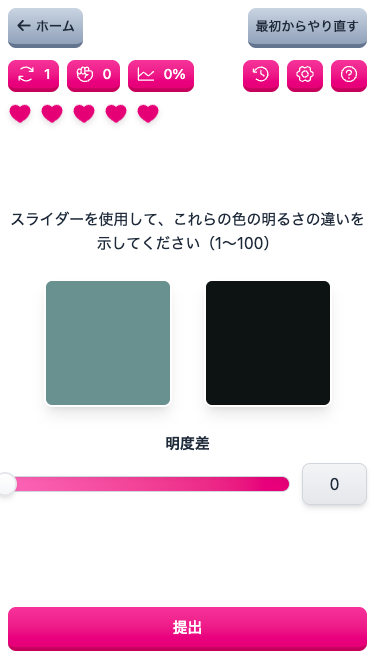 ホーム
最初からやり直す
1
0
0%
スライダーを使用して、これらの色の明るさの違いを
示してください（1〜100）
明度差
0
提出